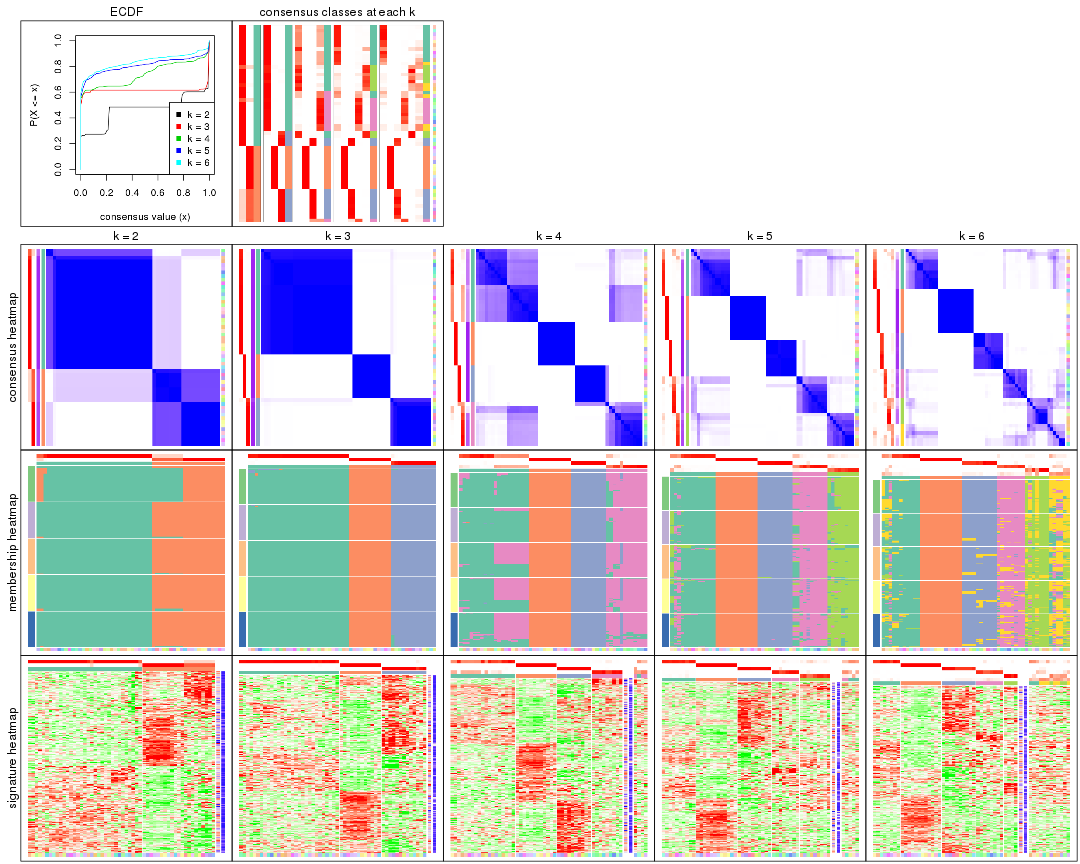 ECDF
consensus classes at each k
P(X <= x)
1.0
0.8
0.6
0.4
0.2
0.0
k = 2
k = 3
k = 4
k = 5
k = 6
0.0 0.2 0.4 0.6 0.8 1.0
consensus value (x)
k = 2
k = 3
k = 4
k = 5
k = 6
consensus heatmap
membership heatmap
signature heatmap